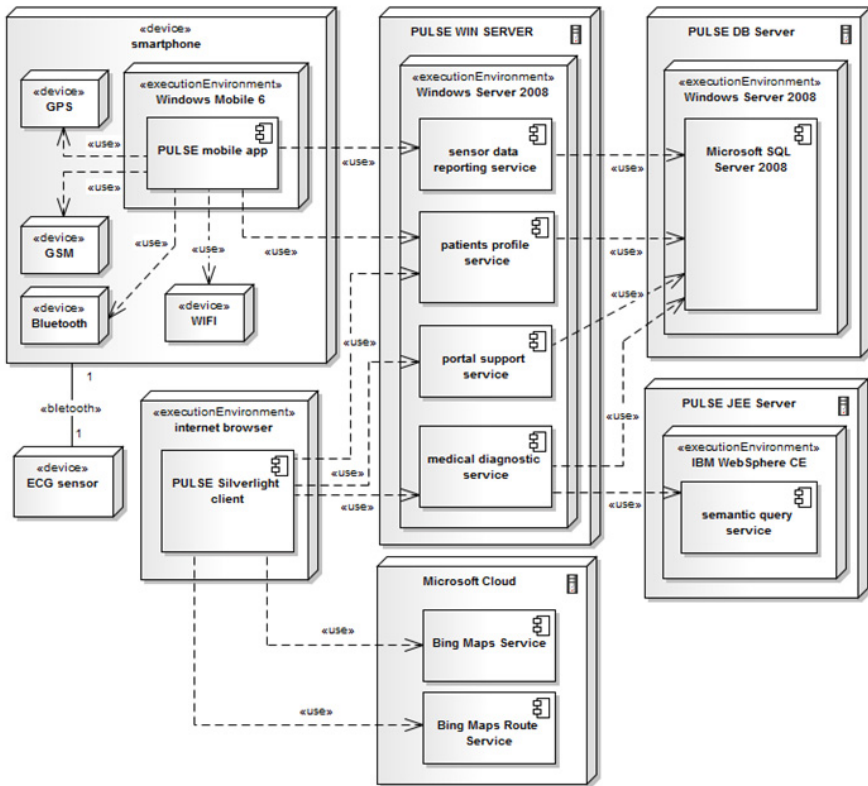 «device»
smartphone
«device»
GPS
«executionEnvironment»
Windows Mobile 6
PULSE mobile app
«use»
«use»
«device»
GSM
«use»
«use»
«use»
«use»
«device»
Bluetooth
«device»
WIFI
1
«bletooth»
1
«device»
ECG sensor
«executionEnvironment»
internet browser
PULSE Silverlight
client
«use»
«use»
PULSE WIN SERVER
«executionEnvironment»
Windows Server 2008
sensor data
reporting service
patients profile
service
portal support
service
medical diagnostic
service
«use»
«use»
«use»
«use»
«use»
PULSE DB Server
«executionEnvironment»
Windows Server 2008
Microsoft SQL
Server 2008
PULSE JEE Server
«executionEnvironment»
IBM WebSphere CE
semantic query
service
Microsoft Cloud
«use»
Bing Maps Service
«use»
Bing Maps Route
Service